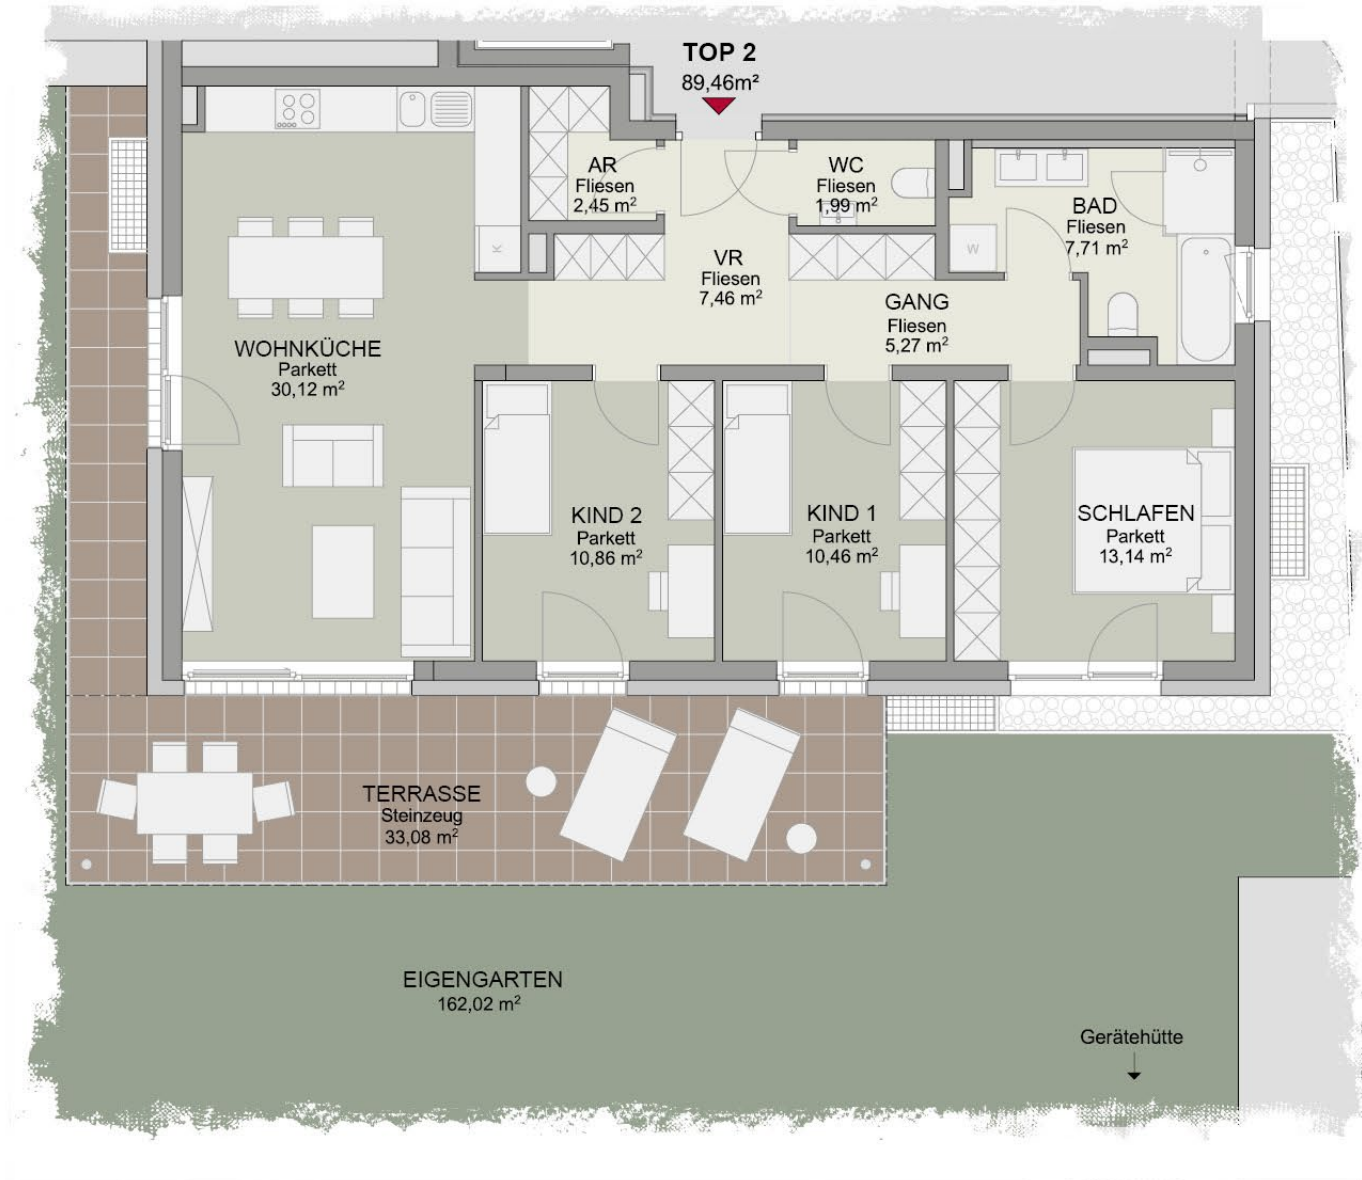 TOP 2
89,46m²
AR
Fliesen
2,45 m²
WC
Fliesen
1,99 m²
BAD
Fliesen
7,71 m²
W
K
VR
Fliesen
7,46 m²
GANG
Fliesen
5,27 m²
WOHNKÜCHE
Parkett
30,12 m²
KIND 2
Parkett
10,86 m²
KIND 1
Parkett
10,46 m²
SCHLAFEN
Parkett
13,14 m²
TERRASSE
Steinzeug
33,08 m²
EIGENGARTEN
162,02 m²
Gerätehütte